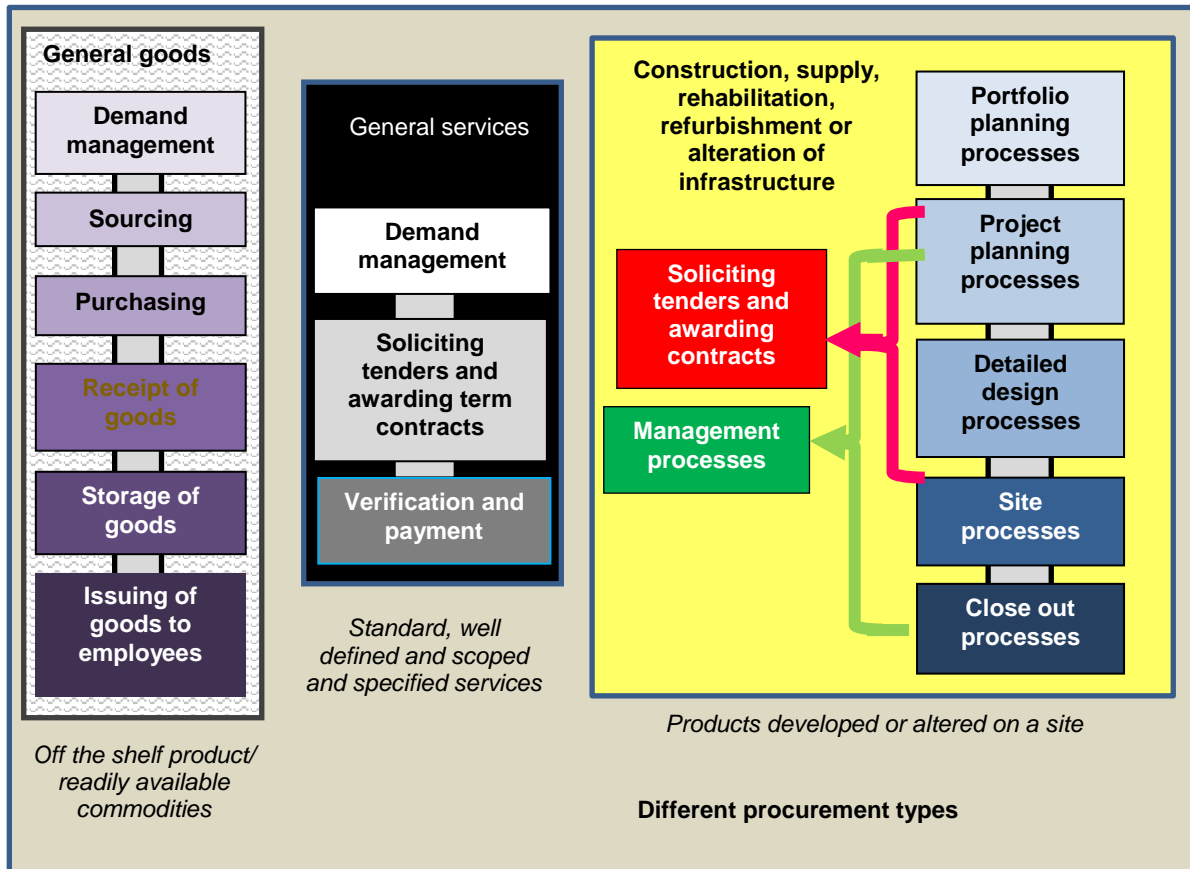 General goods
Demand
management
Sourcing
Purchasing
Receipt of
goods
Storage of
goods
Issuing of
goods to
employees
Off the shelf product/
readily available
commodities
General services
Demand
management
Soliciting
tenders and
awarding term
contracts
Verification and
payment
Standard, well
defined and scoped
and specified services
Construction, supply,
rehabilitation,
refurbishment or
alteration of
infrastructure
Soliciting
tenders and
awarding
contracts
Management
processes
Portfolio
planning
processes
Project
planning
processes
Detailed
design
processes
Site
processes
Close out
processes
Products developed or altered on a site
Different procurement types